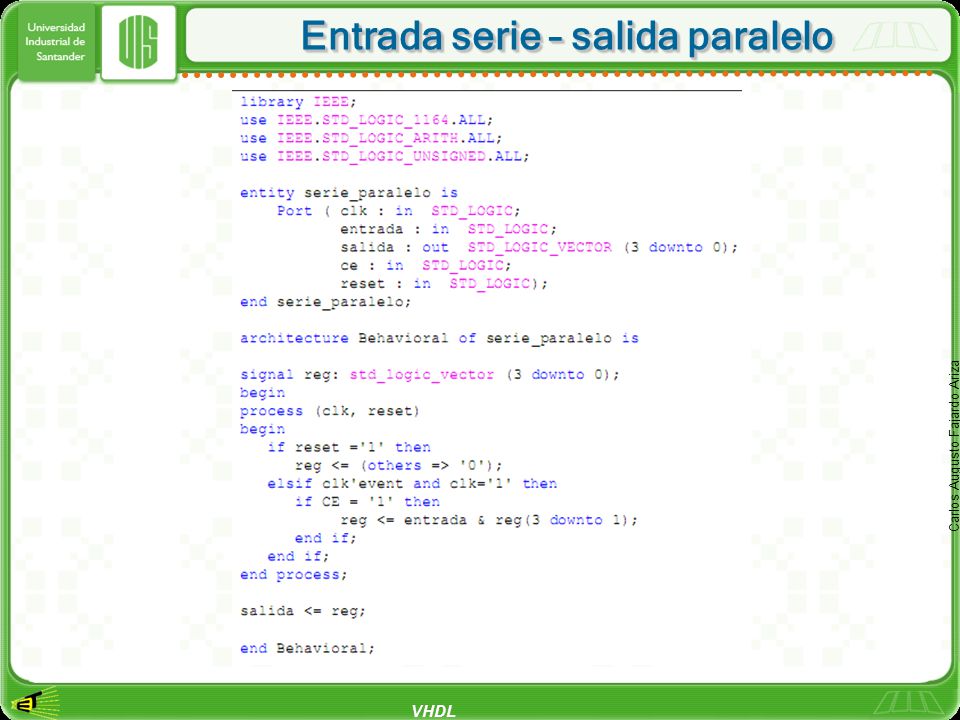 Universidad
Industrial de
Santander
Entrada serie – salida paralelo
library IEEE;
use IEEE.STD_LOGIC_1164.ALL;
use IEEE.STD_LOGIC_ARITH.ALL;
use IEEE.STD_LOGIC_UNSIGNED.ALL;
entity serie_paralelo is
Port ( clk : in STD_LOGIC;
entrada : in STD_LOGIC;
salida : out STD_LOGIC_VECTOR (3 downto 0);
ce : in STD_LOGIC;
reset : in STD_LOGIC);
end serie_paralelo;
architecture Behavioral of serie_paralelo is
signal reg: std_logic_vector (3 downto 0);
begin
process (clk, reset)
begin
if reset ='1' then
reg <= (others => '0');
elsif clk'event and clk='1' then
if CE = '1' then
reg <= entrada & reg(3 downto 1);
end if;
end if;
end process;
salida <= reg;
end Behavioral;
Carlos Augusto Fajardo Ariza
VHDL